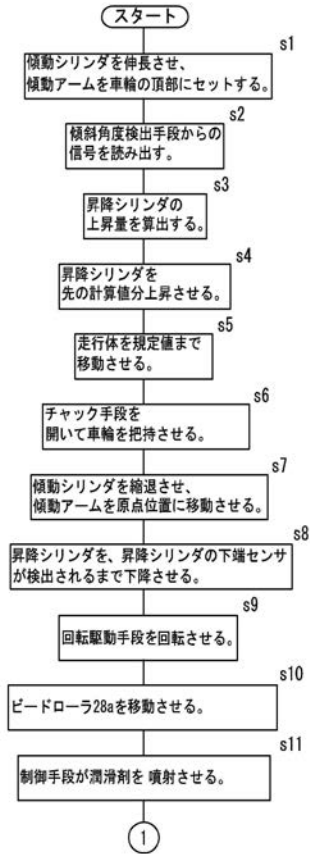 スタート
s1
傾動シリンダを伸長させ、
傾動アームを車輪の頂部にセットする。
s2
傾斜角度検出手段からの
信号を読み出す。
s3
昇降シリンダの
上昇量を算出する。
s4
昇降シリンダを
先の計算値分上昇させる。
s5
走行体を規定値まで
移動させる。
s6
チャック手段を
開いて車輪を把持させる。
s7
傾動シリンダを縮退させ、
傾動アームを原点位置に移動させる。
s8
昇降シリンダを、昇降シリンダの下端センサ
が検出されるまで下降させる。
s9
回転駆動手段を回転させる。
s10
ビードローラ28aを移動させる。
s11
制御手段が潤滑剤を 噴射させる。
1